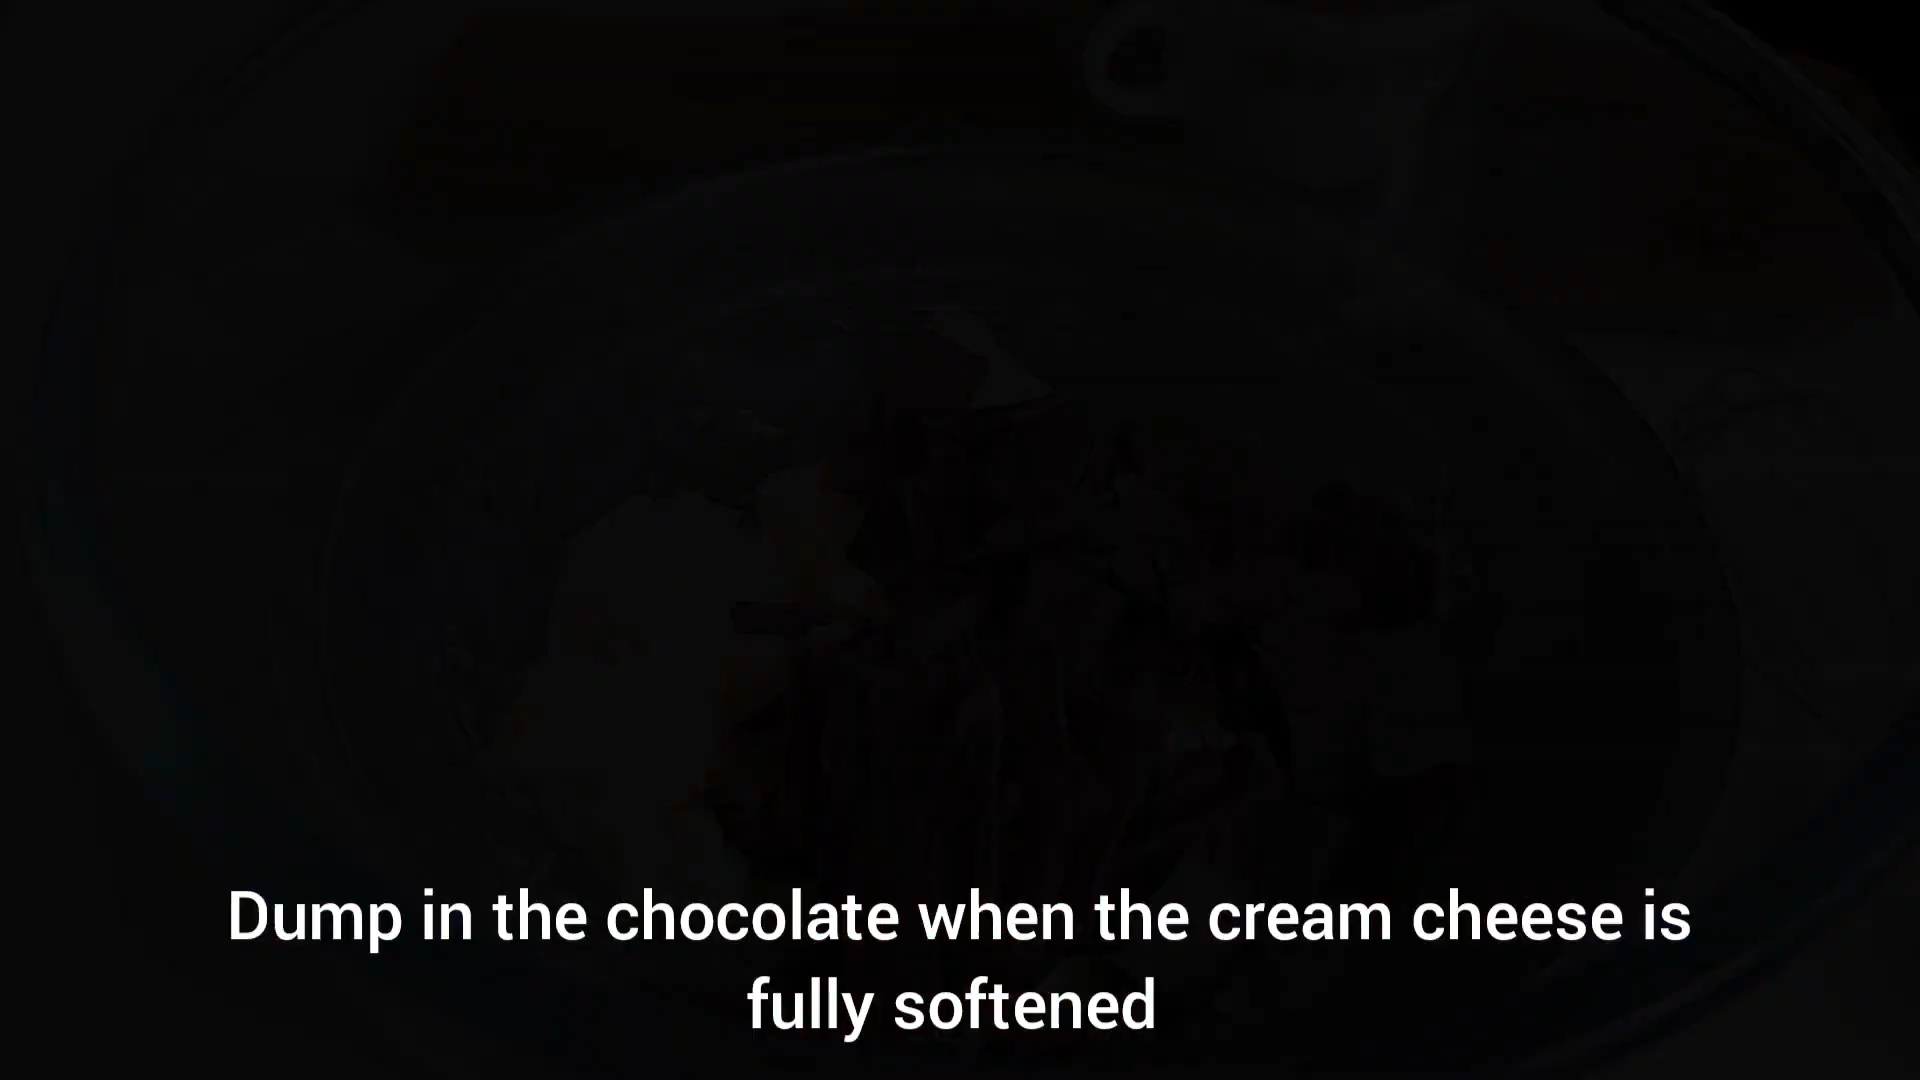 Dump in the chocolate when the cream cheese is
fully softened